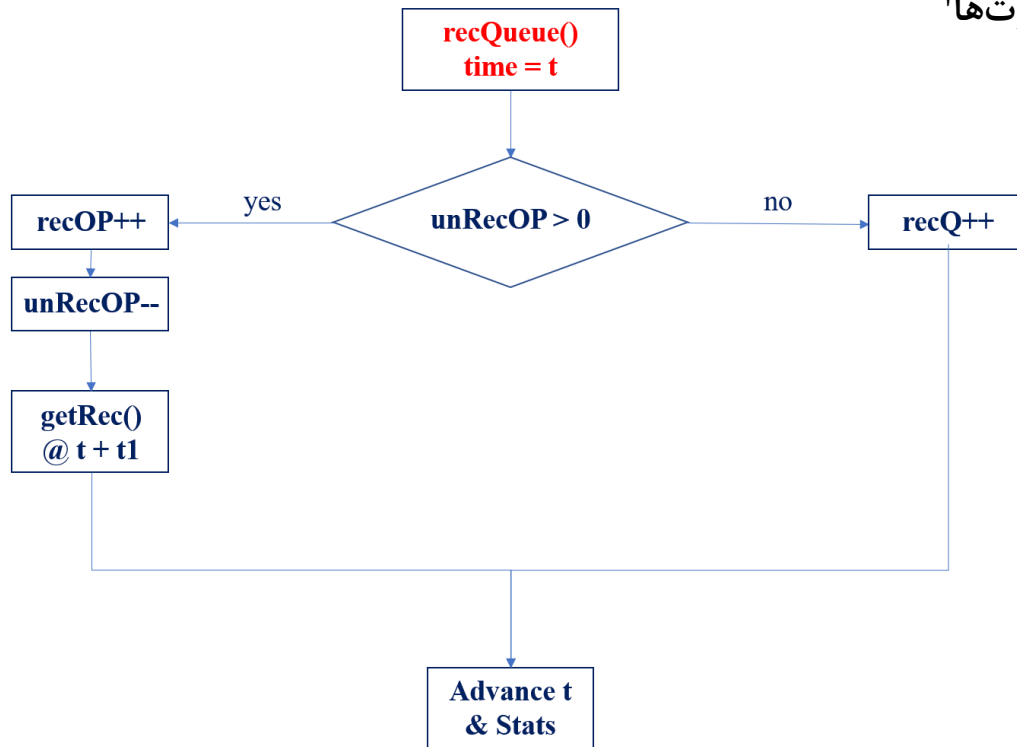 recQueue()
time = t
yes
unRecOP > 0
no
recOP++
recQ++
unRecOP--
getRec()
@ t + t1
Advance t
& Stats